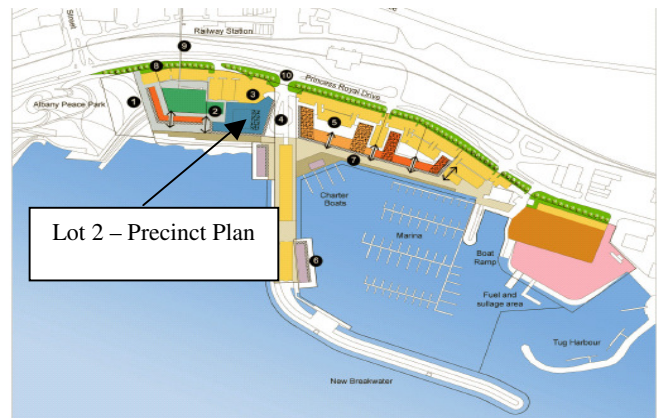 Street
Railway Station
9
8
10
Princess Royal Drive
Albany Peace Park
1
3
2
4
5
7
Lot 2 – Precinct Plan
Charter
Boats
Marina
Boat
Ramp
6
Fuel and
sullage area
Tug Harbour
New Breakwater